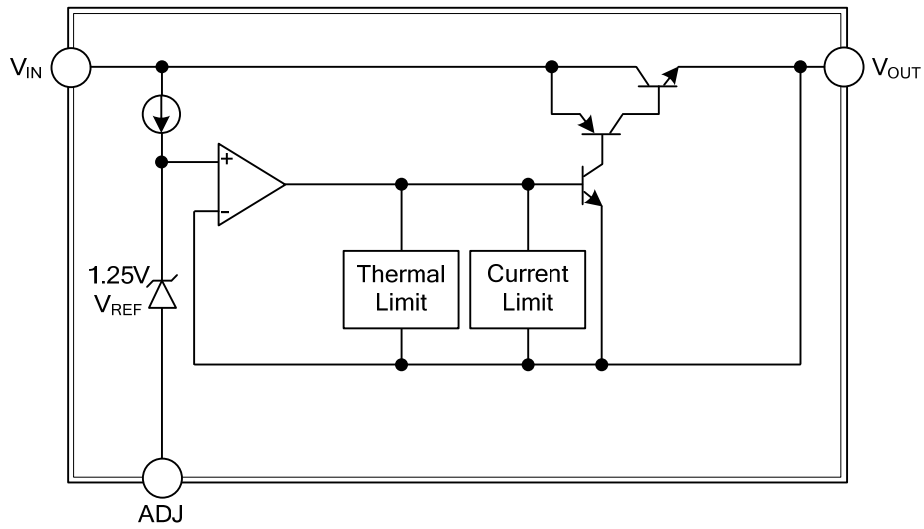 VIN
VOUT
+
-
1.25V
VREF
Thermal
Limit
Current
Limit
ADJ